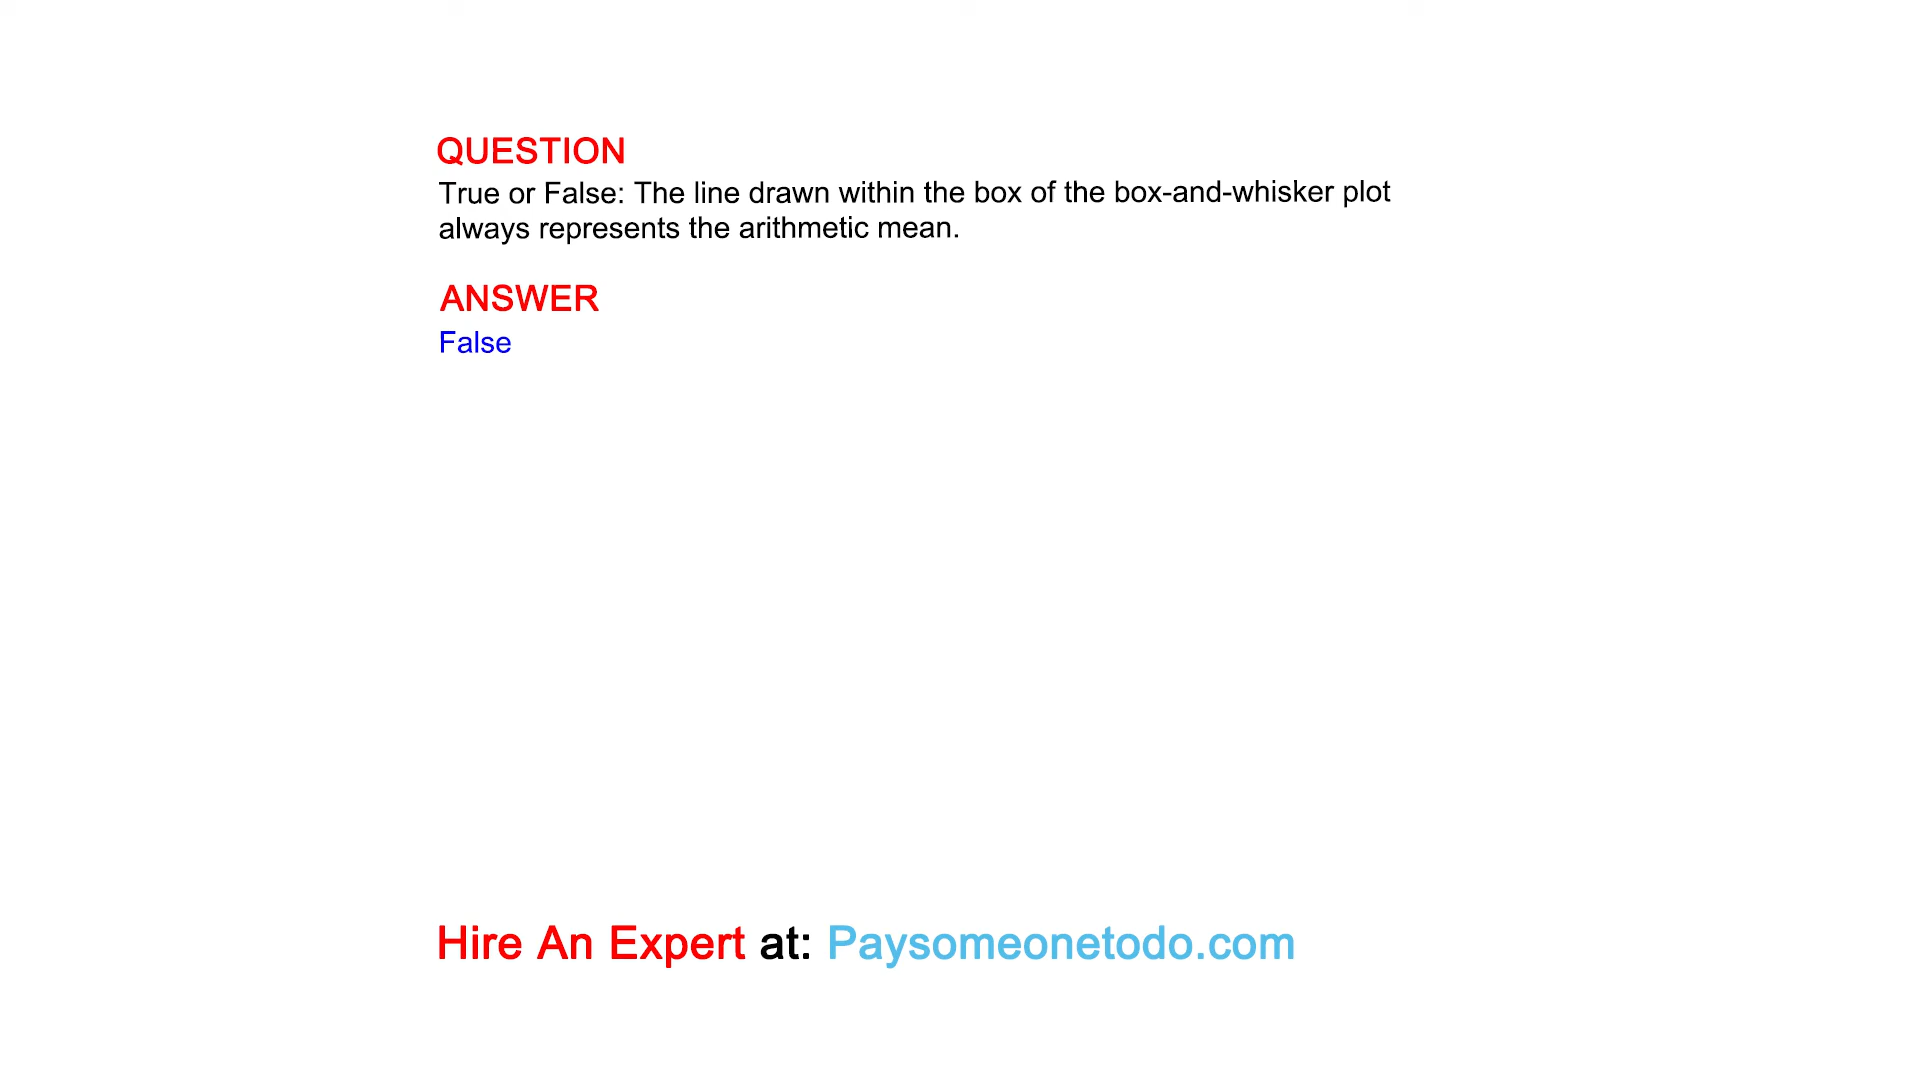 QUESTION
True or False: The line drawn within the box of the box-and-whisker plot
always represents the arithmetic mean.
ANSWER
False
Hire An Expert at: Paysomeonetodo.com